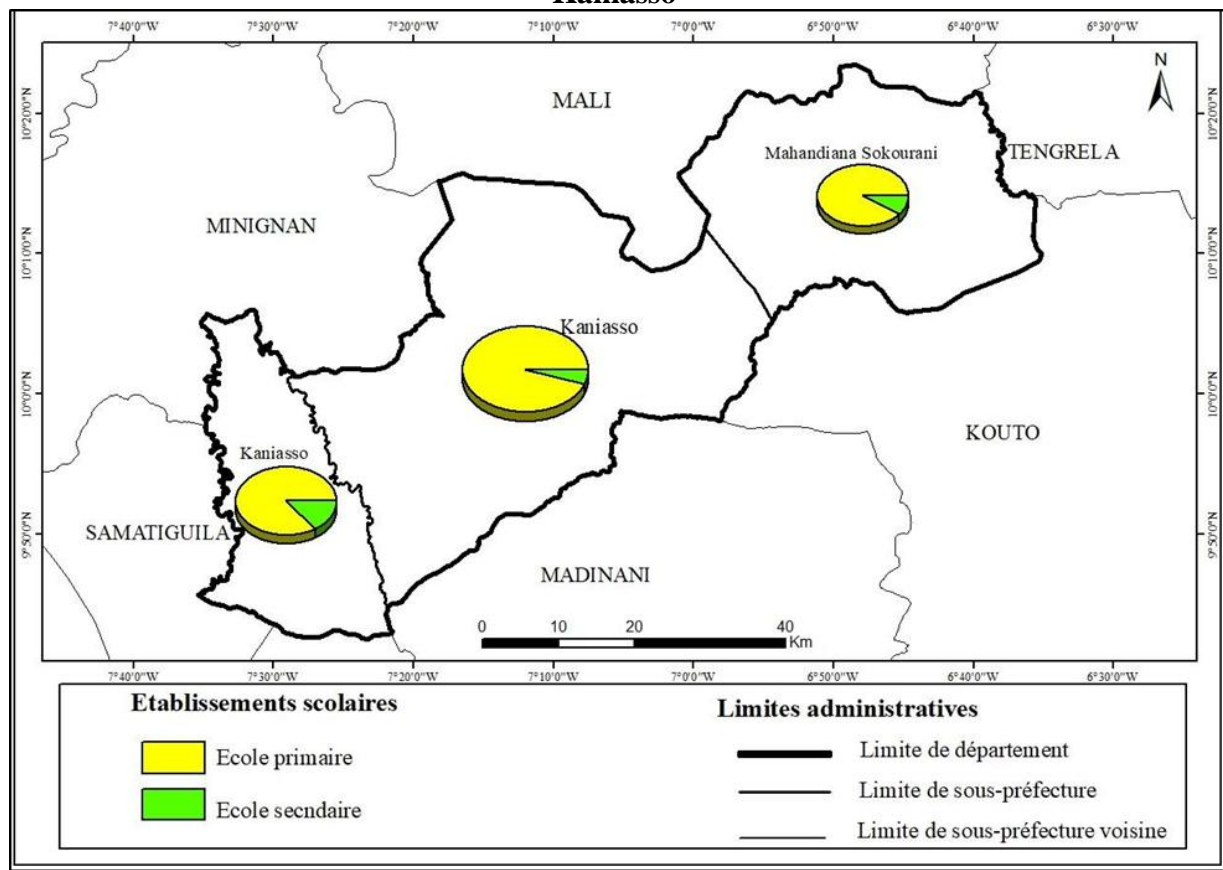 Kaniasso
7°40'0"W 7°30'0"W 7°20'0"W 7°10'0"W 7°0'0"W 6°50'0"W 6°40'0"W 6°30'0"W
N
MALI
10°20'0"N 10°20'0"N
Mahandiana Sokourani
TENGRELA
MINIGNAN
10°10'0"N 10°10'0"N
Kaniasso
10°0'0"N 10°0'0"N
KOUTO
Kaniasso
SAMATIGUILA
9°50'0"N 9°50'0"N
MADINANI
0 10 20 40
Km
7°40'0"W 7°30'0"W 7°20'0"W 7°10'0"W 7°0'0"W 6°50'0"W 6°40'0"W 6°30'0"W
Etablissements scolaires
Ecole primaire
Ecole secndaire
Limites administratives
Limite de département
Limite de sous-préfecture
Limite de sous-préfecture voisine